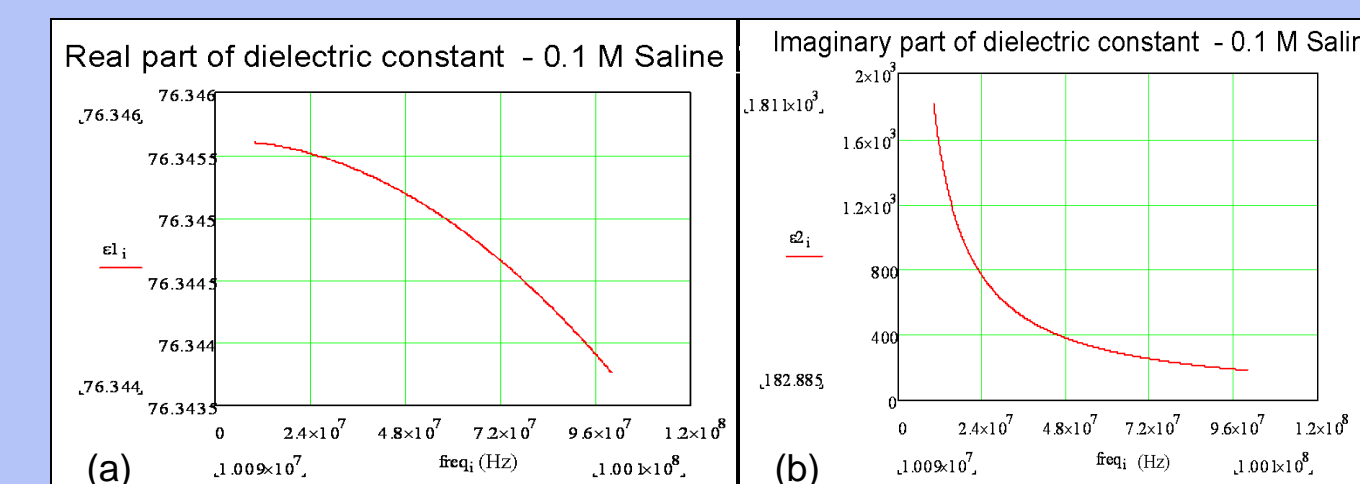 Real part of dielectric constant - 0.1 M Saline
76.346
76.346
76.3455
76.345
ε1 i
76.3445
76.344
76.344
76.3435
0 2.4×10^7 4.8×10^7 7.2×10^7 9.6×10^7 1.2×10^8
freq i (Hz)
1.009×10^7 1.001×10^8
(a)
Imaginary part of dielectric constant - 0.1 M Salin
2×10^3
1.811×10^3
1.6×10^3
1.2×10^3
ε2 i
800
400
182.885
0
0 2.4×10^7 4.8×10^7 7.2×10^7 9.6×10^7 1.2×10^8
freq i (Hz)
1.009×10^7 1.001×10^8
(b)